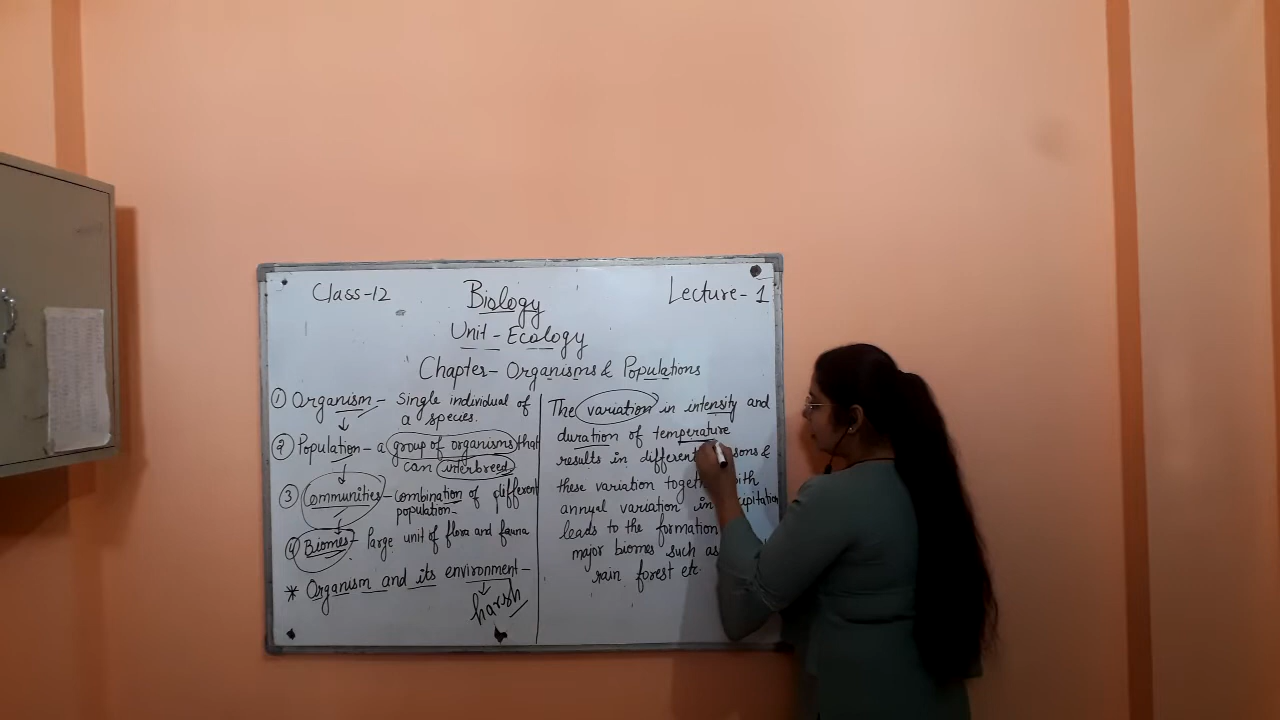 Class-12
Biology
Lecture-1
Unit - Ecology
Chapter- Organisms & Populations
① Organism - Single individual of
a species.
② Population - a group of organisms that
can interbreed
③ Communities - combination of different
population-
④ Biomes - large unit of flora and fauna
* Organism and its environment-
harsh
The variation in intensity and
duration of temperature
results in different
these variation
annual variation in
leads to the formation
major biomes such as
rain forest etc.